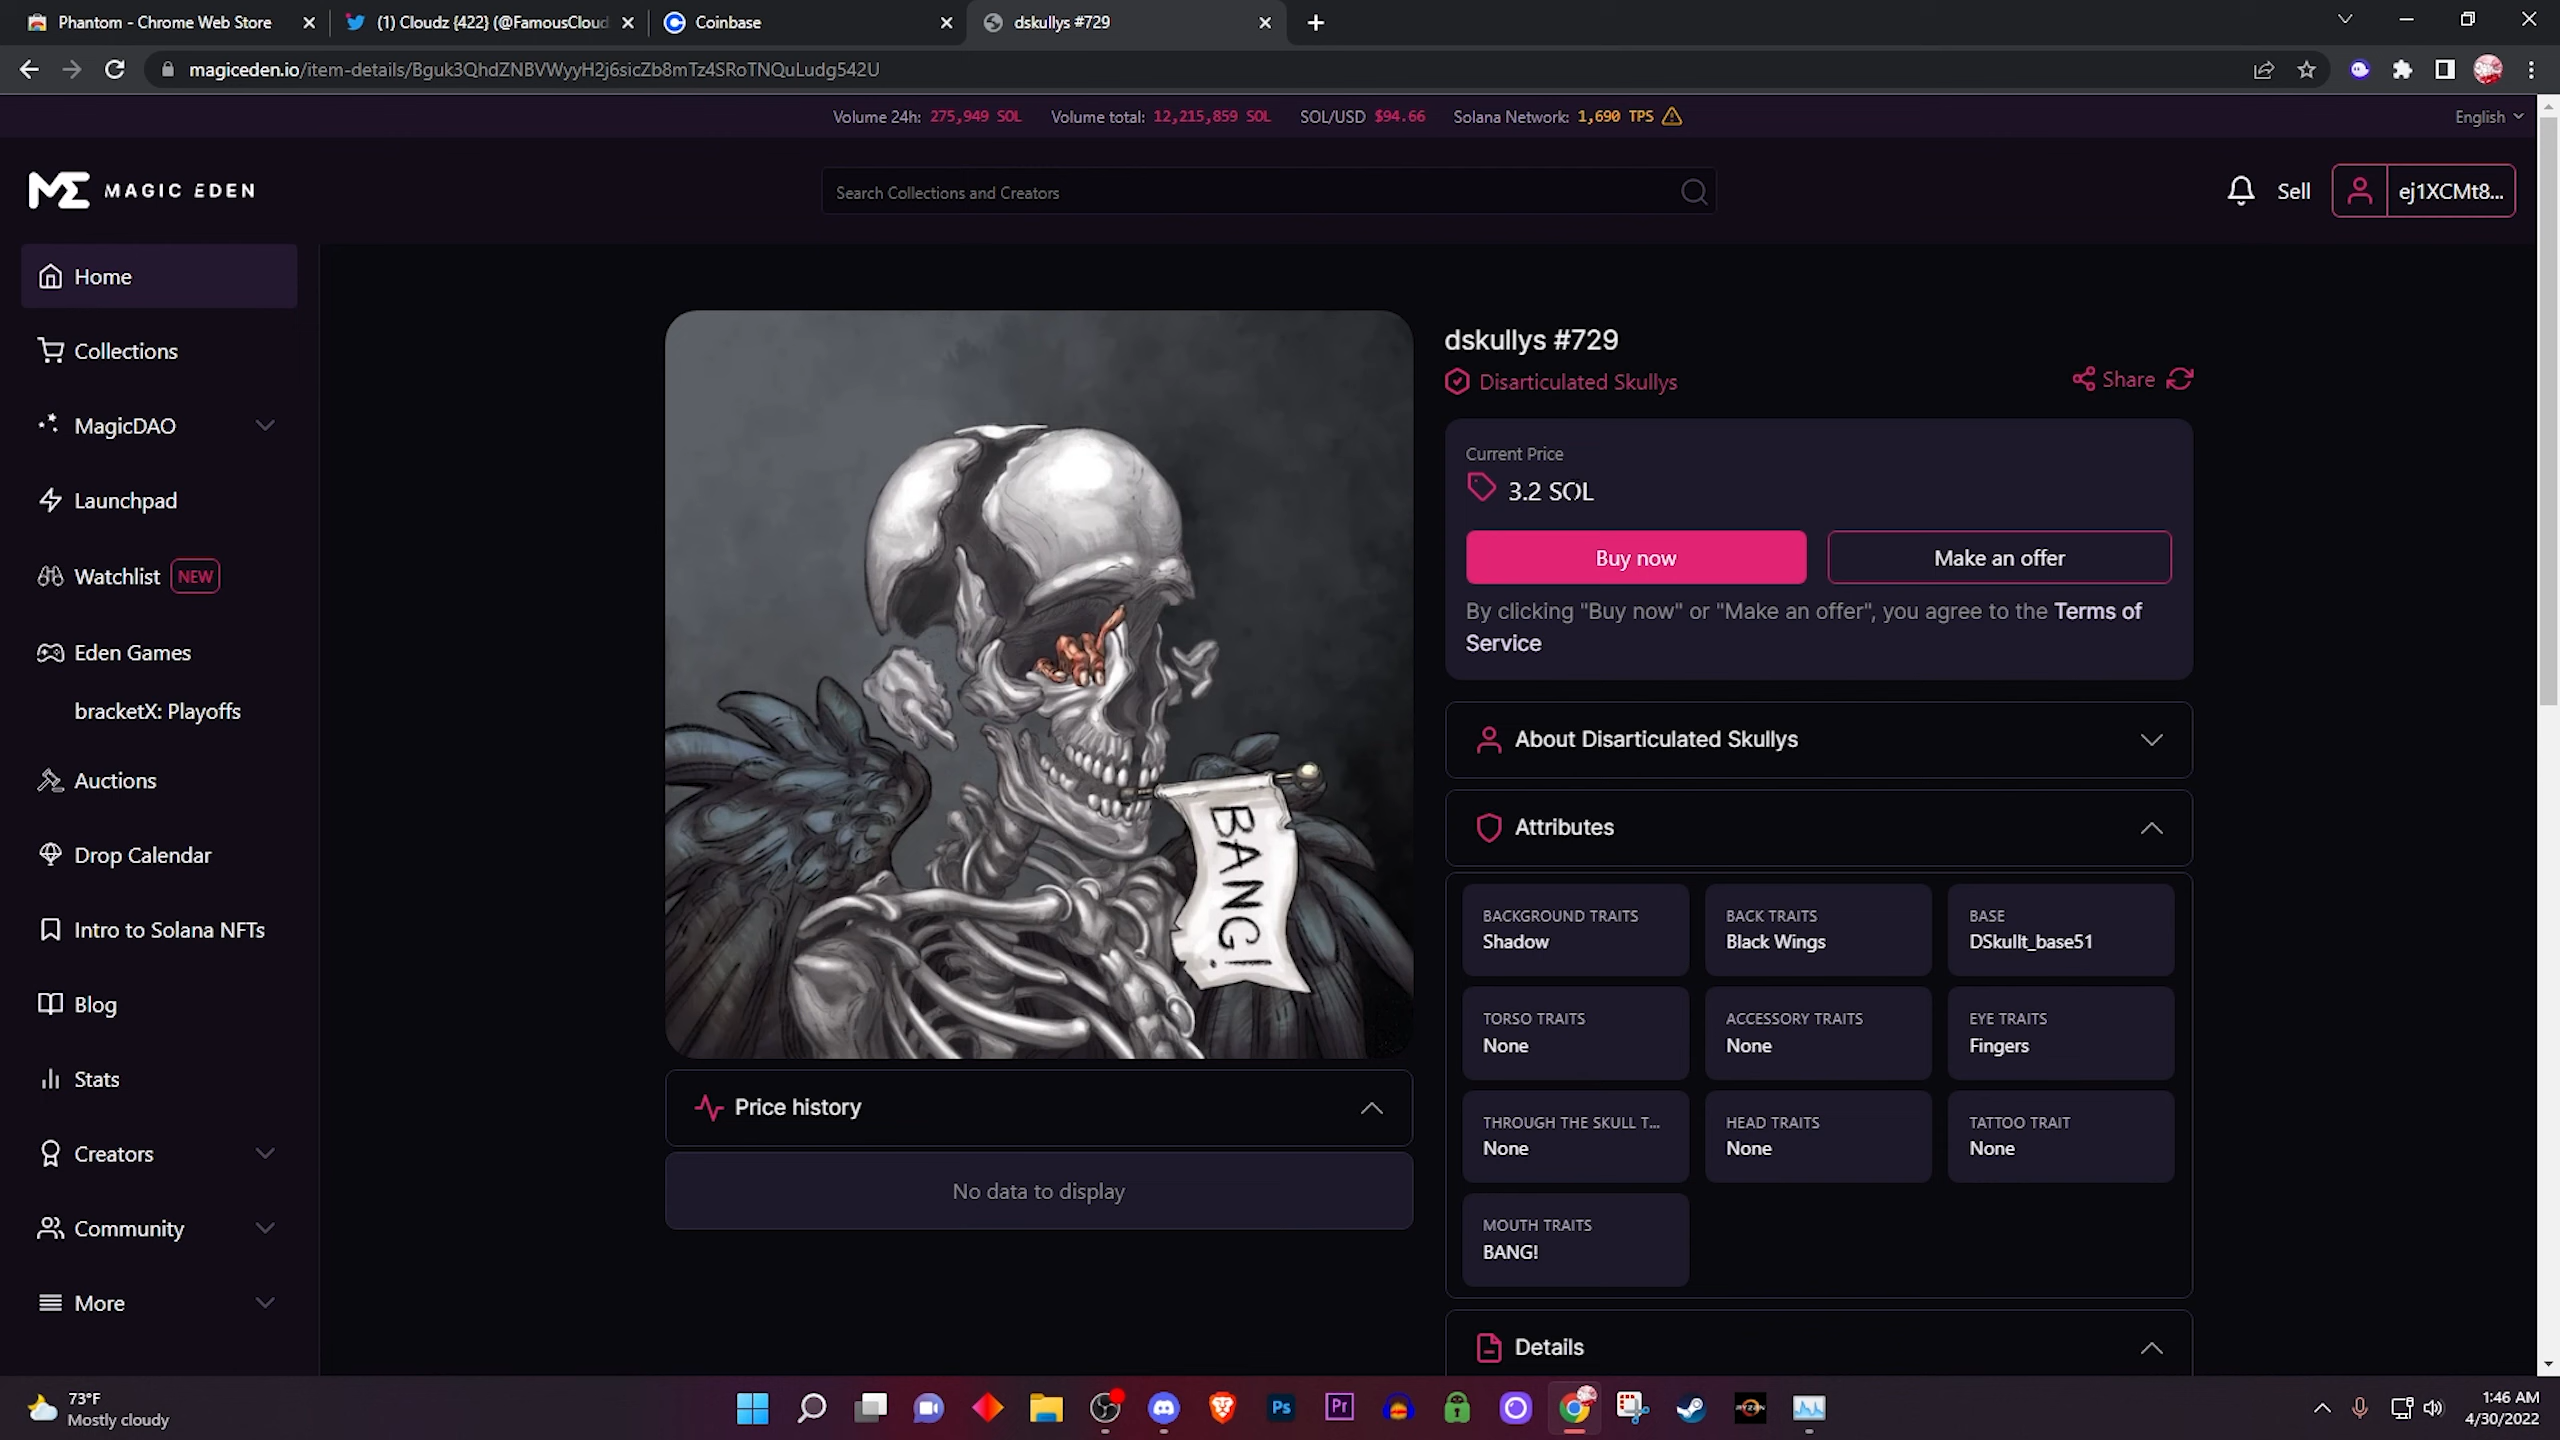 Phantom - Chrome Web Store
(1) Cloudz {422} (@FamousCloud
Coinbase
dskullys #729
magiceden.io/item-details/Bguk3QhdZNBVWyyH2j6sicZb8mTz4SRoTNQuLudg542U
Volume 24h: 275,949 SOL Volume total: 12,215,859 SOL SOL/USD $94.66 Solana Network: 1,690 TPS
English
MAGIC EDEN
Search Collections and Creators
Sell
ej1XCMt8...
Home
Collections
MagicDAO
Launchpad
Watchlist NEW
Eden Games
bracketX: Playoffs
Auctions
Drop Calendar
Intro to Solana NFTs
Blog
Stats
Creators
Community
More
BANG!
Price history
No data to display
dskullys #729
Disarticulated Skullys
Share
Current Price
3.2 SOL
Buy now
Make an offer
By clicking "Buy now" or "Make an offer", you agree to the Terms of
Service
About Disarticulated Skullys
Attributes
BACKGROUND TRAITS
Shadow
BACK TRAITS
Black Wings
BASE
DSkullt_base51
TORSO TRAITS
None
ACCESSORY TRAITS
None
EYE TRAITS
Fingers
THROUGH THE SKULL T...
None
HEAD TRAITS
None
TATTOO TRAIT
None
MOUTH TRAITS
BANG!
Details
73°F
Mostly cloudy
Ps
Pr
RYZEN
1:46 AM
4/30/2022